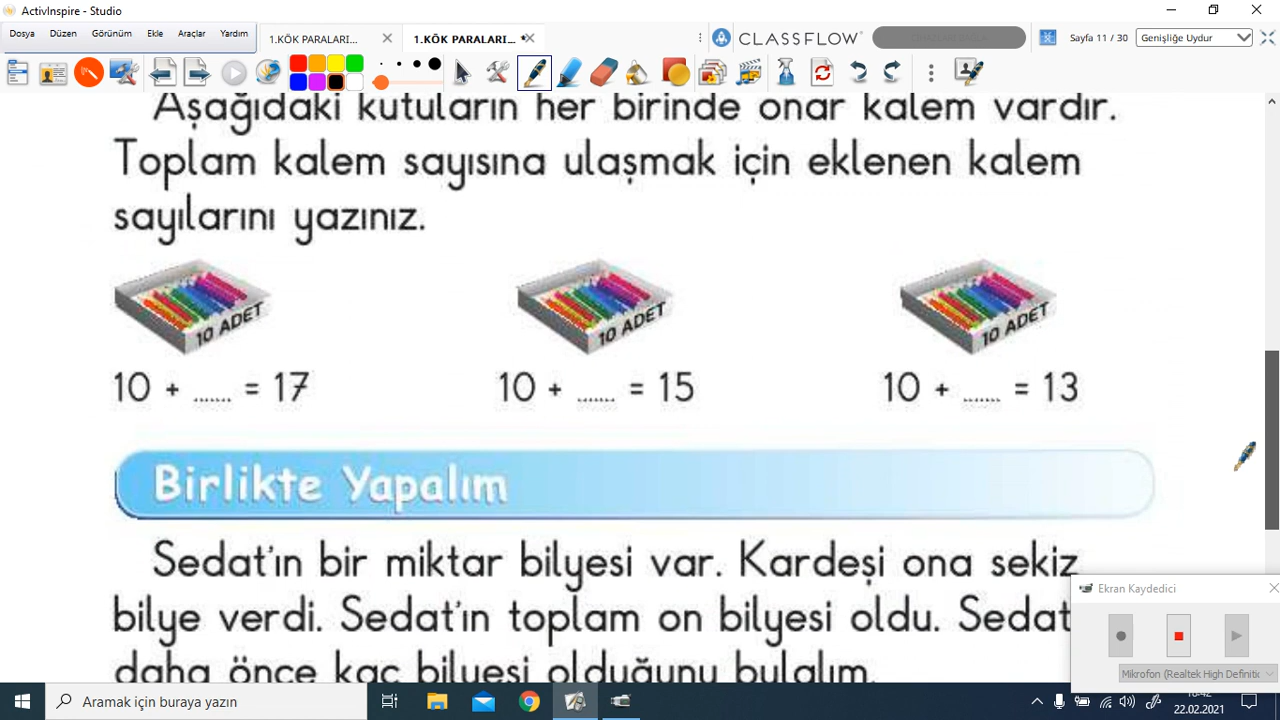 ActivInspire - Studio
Dosya Düzen Görünüm Ekle Araçlar Yardım
1.KÖK PARALARI...
1.KÖK PARALARI...
CLASSFLOW
Sayfa 11 / 30
Genişliğe Uydur
Aşağıdaki kutuların her birinde onar kalem vardır.
Toplam kalem sayısına ulaşmak için eklenen kalem
sayılarını yazınız.
10 ADET 10 ADET 10 ADET
10 + ....... = 17 10 + ....... = 15 10 + ....... = 13
Birlikte Yapalım
Sedat'ın bir miktar bilyesi var. Kardeşi ona sekiz
bilye verdi. Sedat'ın toplam on bilyesi oldu. Sedat
daha önce kaç bilyesi olduğunu bulalım.
Ekran Kaydedici
Mikrofon (Realtek High Definitic
Aramak için buraya yazın
22.02.2021